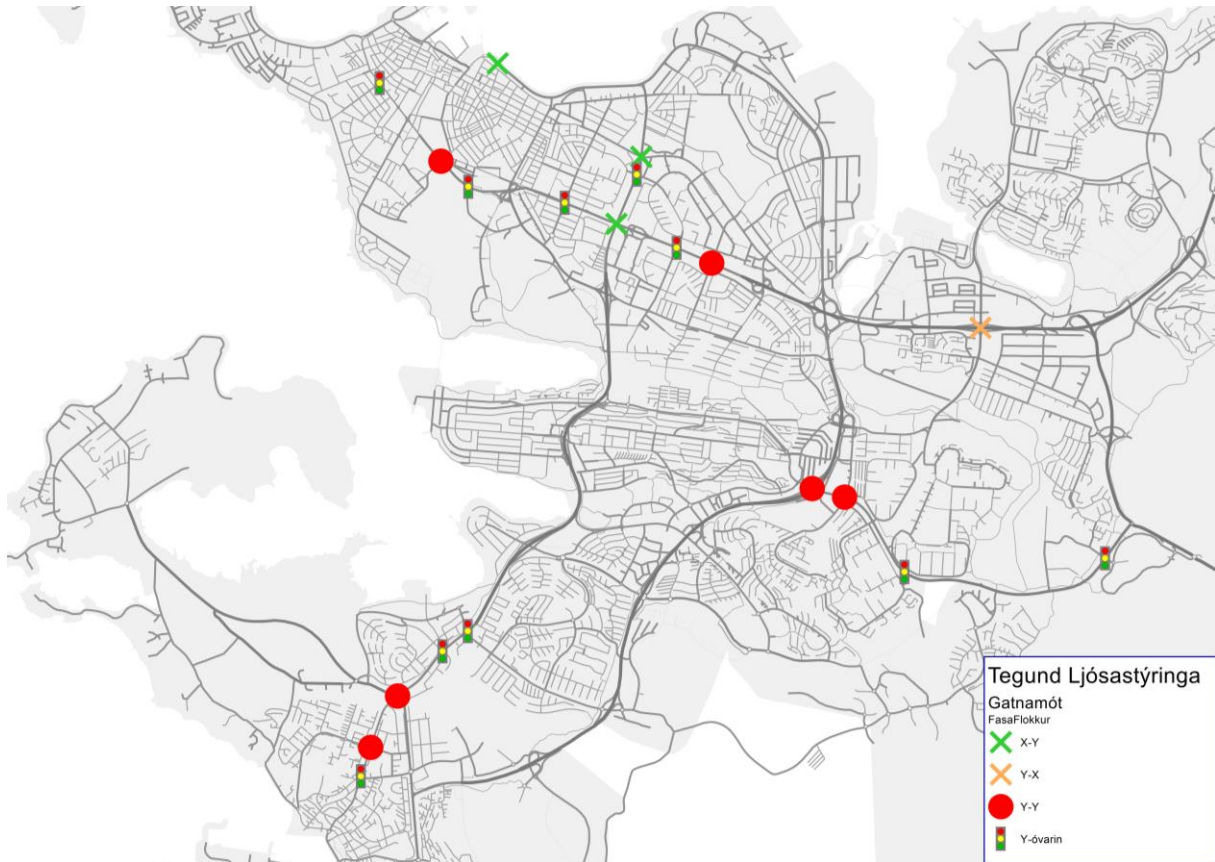 Tegund Ljósastýringa
Gatnamót
FasaFlokkur
X-Y
Y-X
Y-Y
Y-óvarin